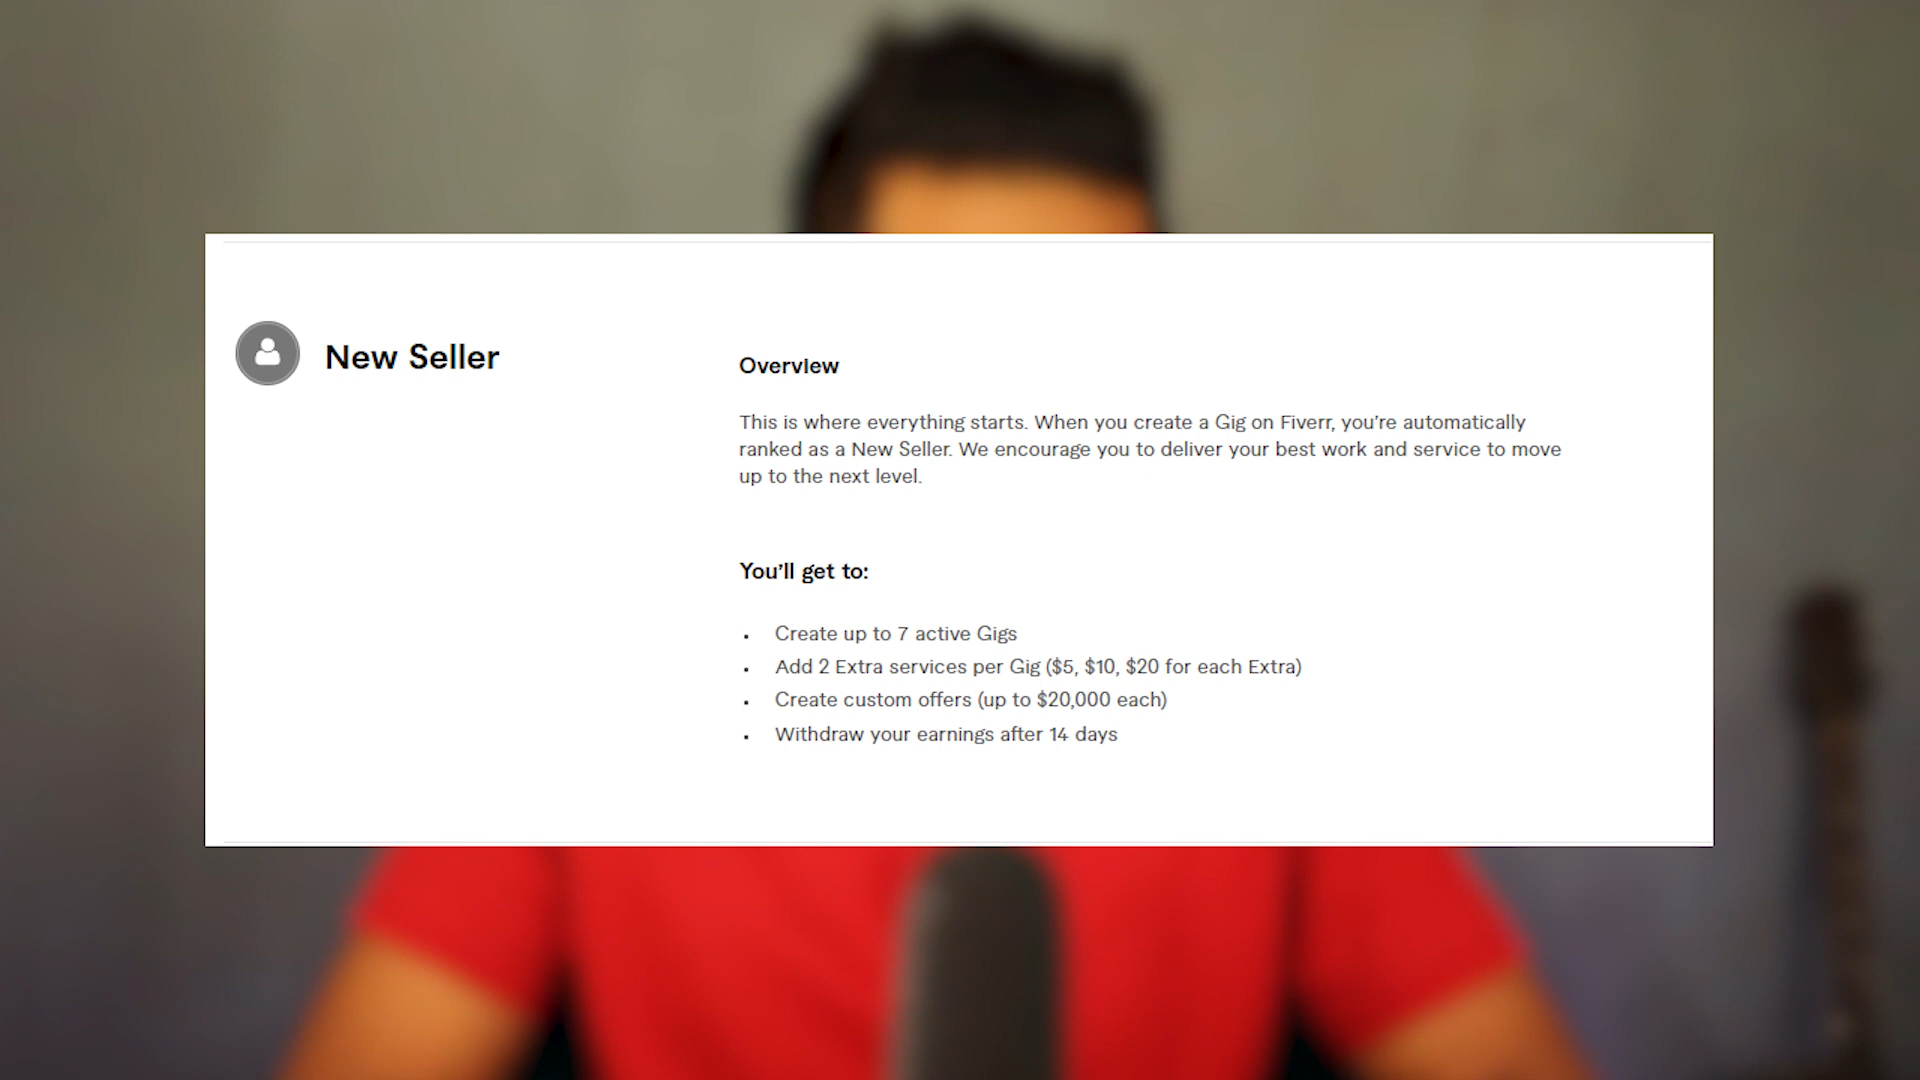 New Seller
Overview
This is where everything starts. When you create a Gig on Fiverr, you're automatically
ranked as a New Seller. We encourage you to deliver your best work and service to move
up to the next level.
You'll get to:
Create up to 7 active Gigs
Add 2 Extra services per Gig ($5, $10, $20 for each Extra)
Create custom offers (up to $20,000 each)
Withdraw your earnings after 14 days